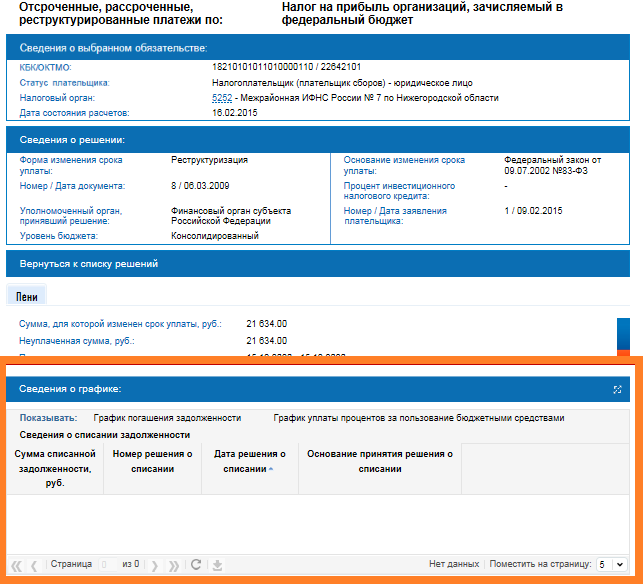 Отсроченные, рассроченные, реструктурированные платежи по:
Налог на прибыль организаций, зачисляемый в федеральный бюджет
Сведения о выбранном обязательстве:
КБК/ОКТМО: 18210101011010000110 / 22642101
Статус плательщика: Налогоплательщик (плательщик сборов) - юридическое лицо
Налоговый орган: 5252 - Межрайонная ИФНС России № 7 по Нижегородской области
Дата состояния расчетов: 16.02.2015
Сведения о решении:
Форма изменения срока уплаты: Реструктуризация
Основание изменения срока уплаты: Федеральный закон от 09.07.2002 №83-ФЗ
Номер / Дата документа: 8 / 06.03.2009
Процент инвестиционного налогового кредита: -
Уполномоченный орган, принявший решение: Финансовый орган субъекта Российской Федерации
Номер / Дата заявления плательщика: 1 / 09.02.2015
Уровень бюджета: Консолидированный
Вернуться к списку решений
Пени
Сумма, для которой изменен срок уплаты, руб.: 21 634.00
Неуплаченная сумма, руб.: 21 634.00
Сведения о графике:
Показывать: График погашения задолженности График уплаты процентов за пользование бюджетными средствами
Сведения о списании задолженности
Сумма списанной задолженности, руб.
Номер решения о списании
Дата решения о списании
Основание принятия решения о списании
Страница 0 из 0
Нет данных Поместить на страницу: 5